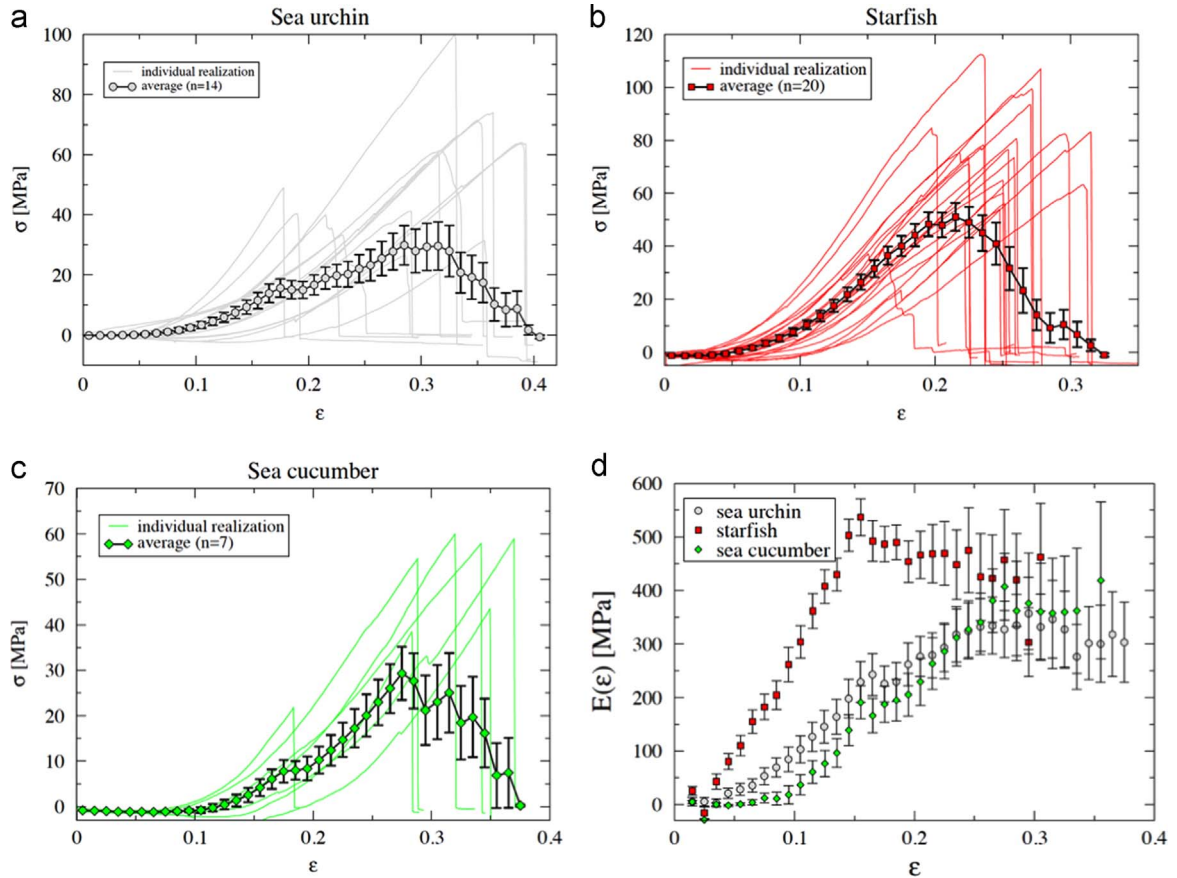 a
Sea urchin
100
80
60
40
20
0
σ [MPa]
individual realization
average (n=14)
0
0.1
0.2
0.3
0.4
ε
b
Starfish
120
100
80
60
40
20
0
σ [MPa]
individual realization
average (n=20)
0
0.1
0.2
0.3
ε
c
Sea cucumber
70
60
50
40
30
20
10
0
σ [MPa]
individual realization
average (n=7)
0
0.1
0.2
0.3
0.4
ε
d
600
500
400
300
200
100
0
E(ε) [MPa]
sea urchin
starfish
sea cucumber
0
0.1
0.2
0.3
0.4
ε